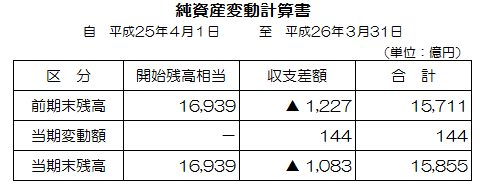 純資産変動計算書
自　平成25年4月1日　　至　平成26年3月31日
（単位：億円）
区　分　開始残高相当　収支差額　合　計
前期末残高　16,939　▲ 1,227　15,711
当期変動額　－　144　144
当期末残高　16,939　▲ 1,083　15,855